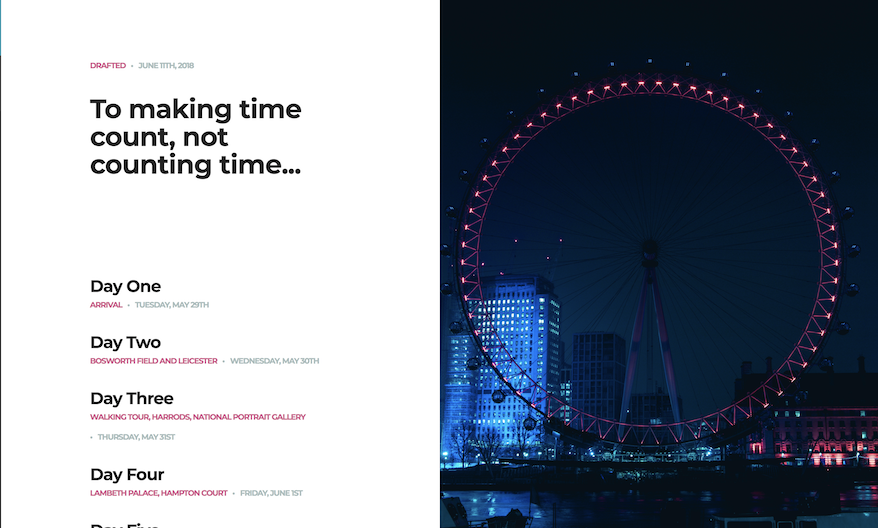 DRAFTED • JUNE 11TH, 2018
To making time
count, not
counting time...
Day One
ARRIVAL • TUESDAY, MAY 29TH
Day Two
BOSWORTH FIELD AND LEICESTER • WEDNESDAY, MAY 30TH
Day Three
WALKING TOUR, HARRODS, NATIONAL PORTRAIT GALLERY
• THURSDAY, MAY 31ST
Day Four
LAMBETH PALACE, HAMPTON COURT • FRIDAY, JUNE 1ST
Day Five